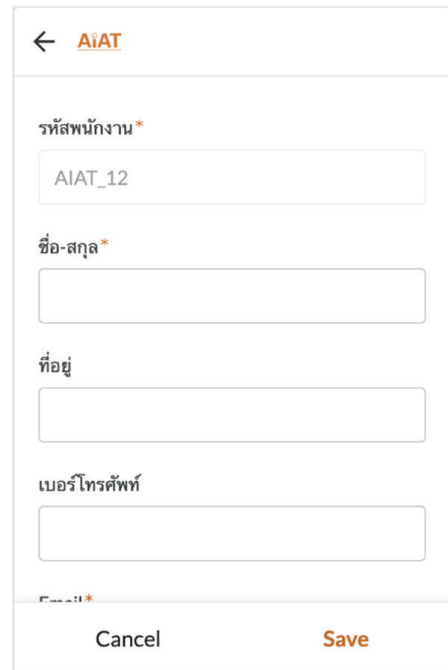 AiAT
รหัสพนักงาน*
AIAT_12
ชื่อ-สกุล*
ที่อยู่
เบอร์โทรศัพท์
Email*
Cancel
Save